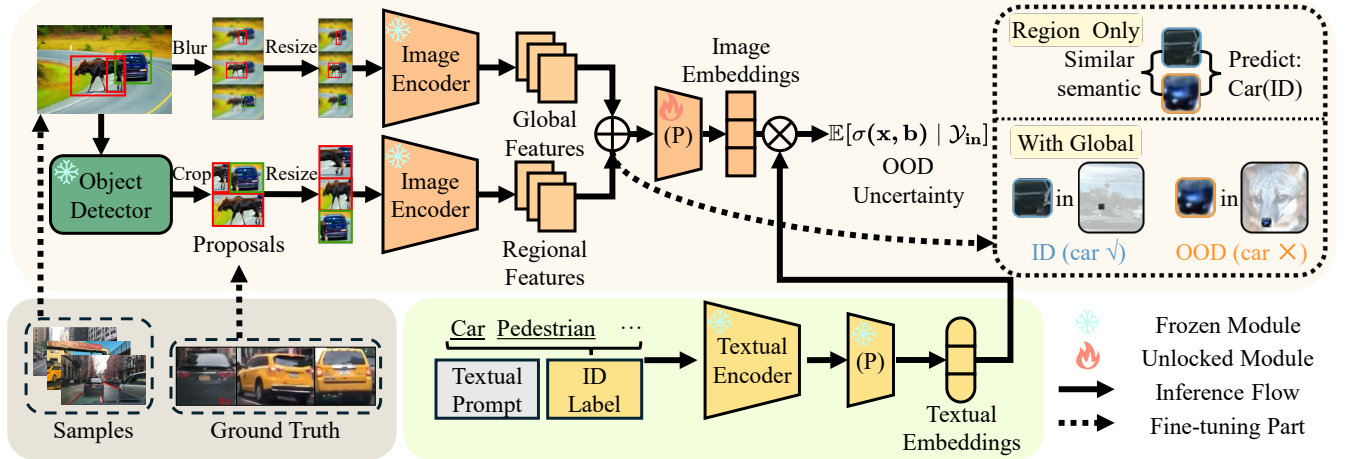 Blur
Resize
Image
Encoder
Global
Features
Object
Detector
Crop
Resize
Proposals
Image
Encoder
Regional
Features
(P)
Image
Embeddings
𝔼[σ(x, b) | 𝒴in]
OOD
Uncertainty
Region Only
Similar
semantic
Predict:
Car(ID)
With Global
in
in
ID (car √)
OOD (car ×)
Samples
Ground Truth
Car Pedestrian ···
Textual
Prompt
ID
Label
Textual
Encoder
(P)
Textual
Embeddings
Frozen Module
Unlocked Module
Inference Flow
Fine-tuning Part